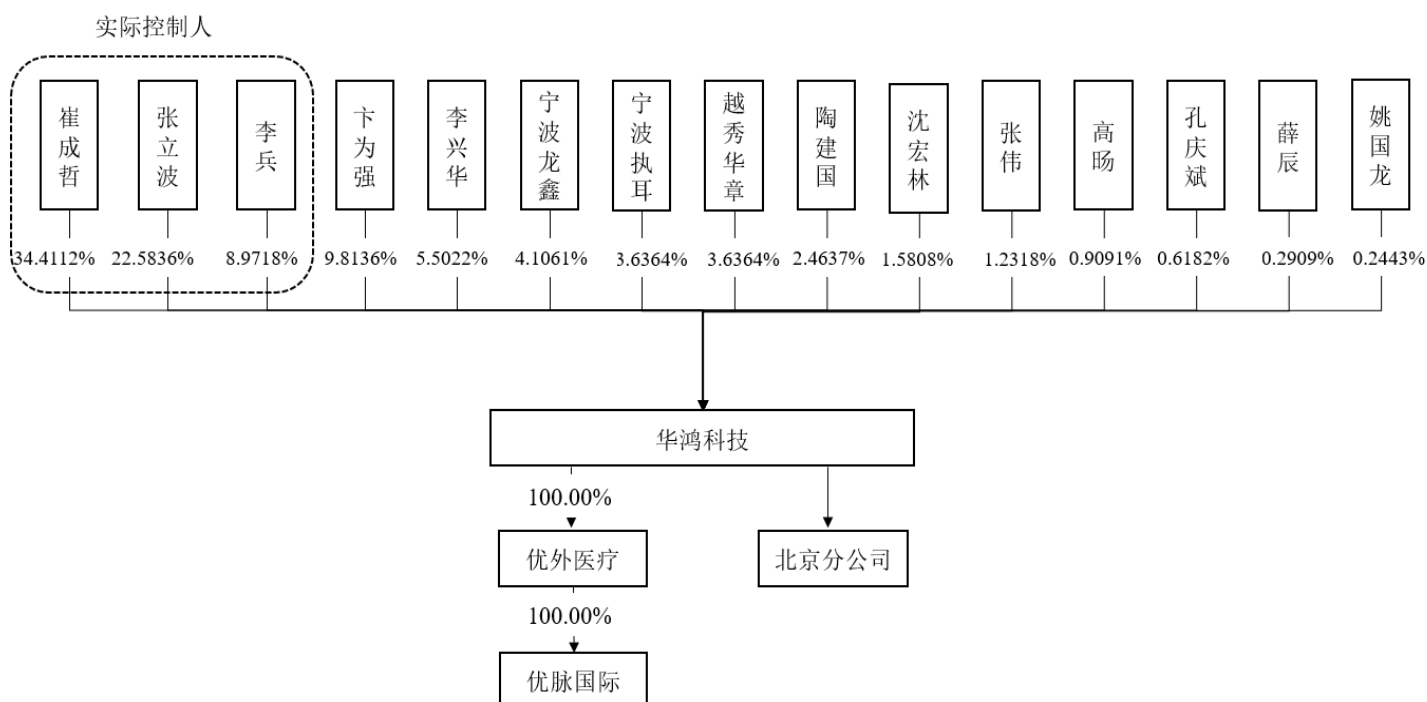 实际控制人
崔成哲
张立波
李兵
卞为强
李兴华
宁波龙鑫
宁波执耳
越秀华章
陶建国
沈宏林
张伟
高旸
孔庆斌
薛辰
姚国龙
34.4112%
22.5836%
8.9718%
9.8136%
5.5022%
4.1061%
3.6364%
3.6364%
2.4637%
1.5808%
1.2318%
0.9091%
0.6182%
0.2909%
0.2443%
华鸿科技
100.00%
优外医疗
北京分公司
100.00%
优脉国际